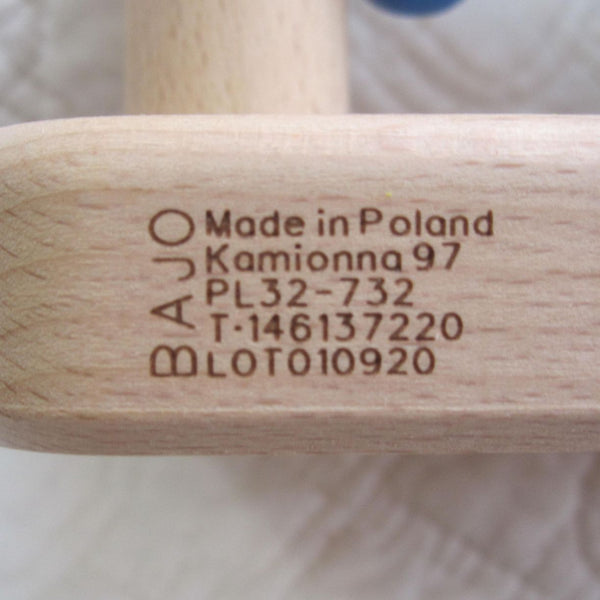 BAJO
Made in Poland
Kamionna 97
PL32-732
T·146137220
LOT010920